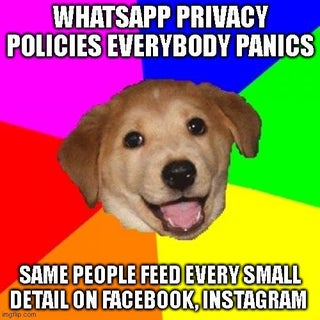 WHATSAPP PRIVACY
POLICIES EVERYBODY PANICS
SAME PEOPLE FEED EVERY SMALL
DETAIL ON FACEBOOK, INSTAGRAM
imgflip.com